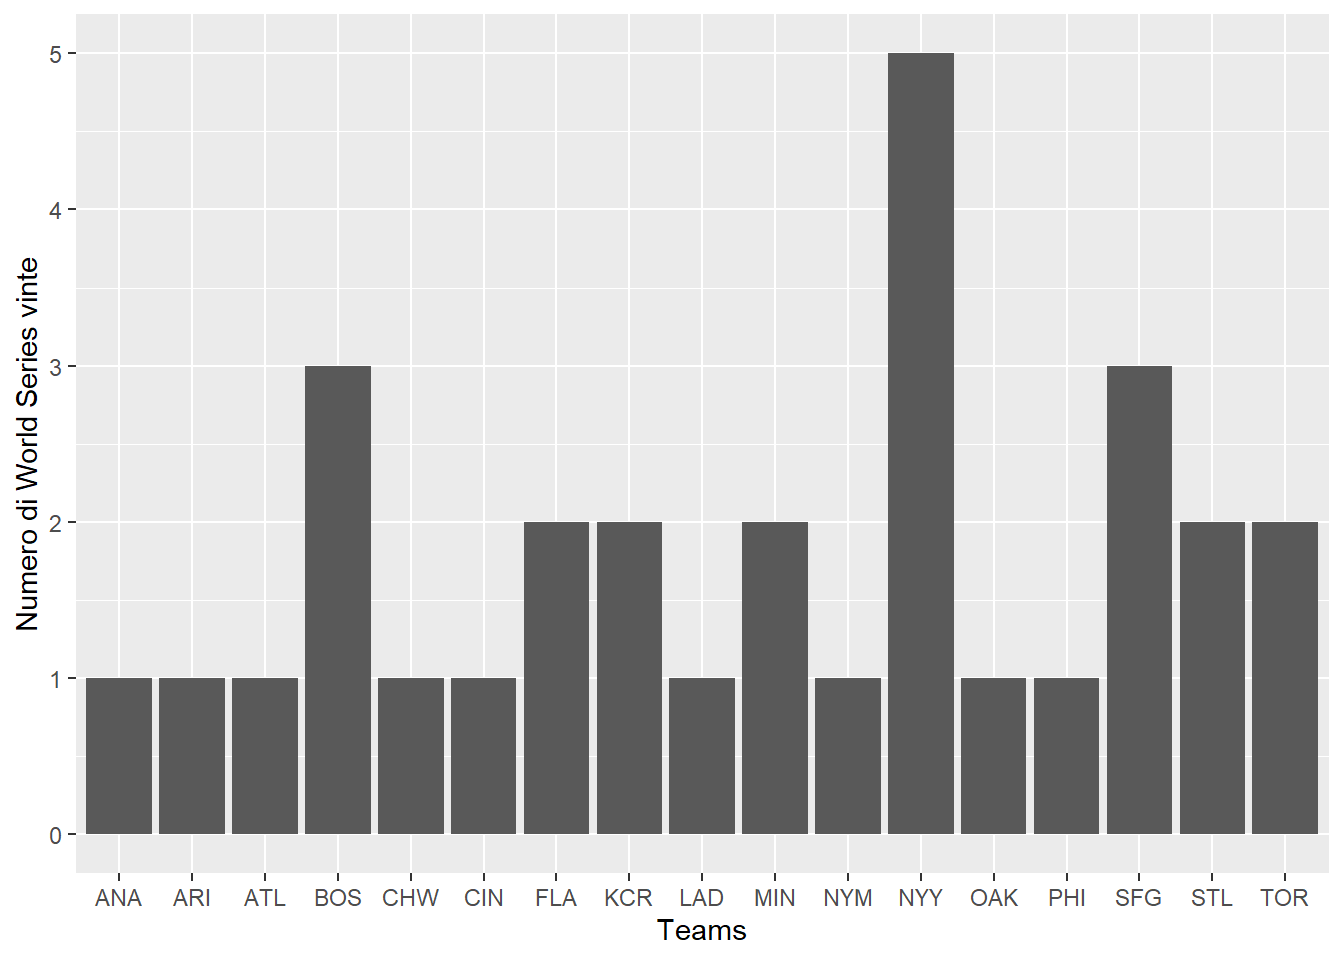 Numero di World Series vinte
5
4
3
2
1
0
ANA ARI ATL BOS CHW CIN FLA KCR LAD MIN NYM NYY OAK PHI SFG STL TOR
Teams